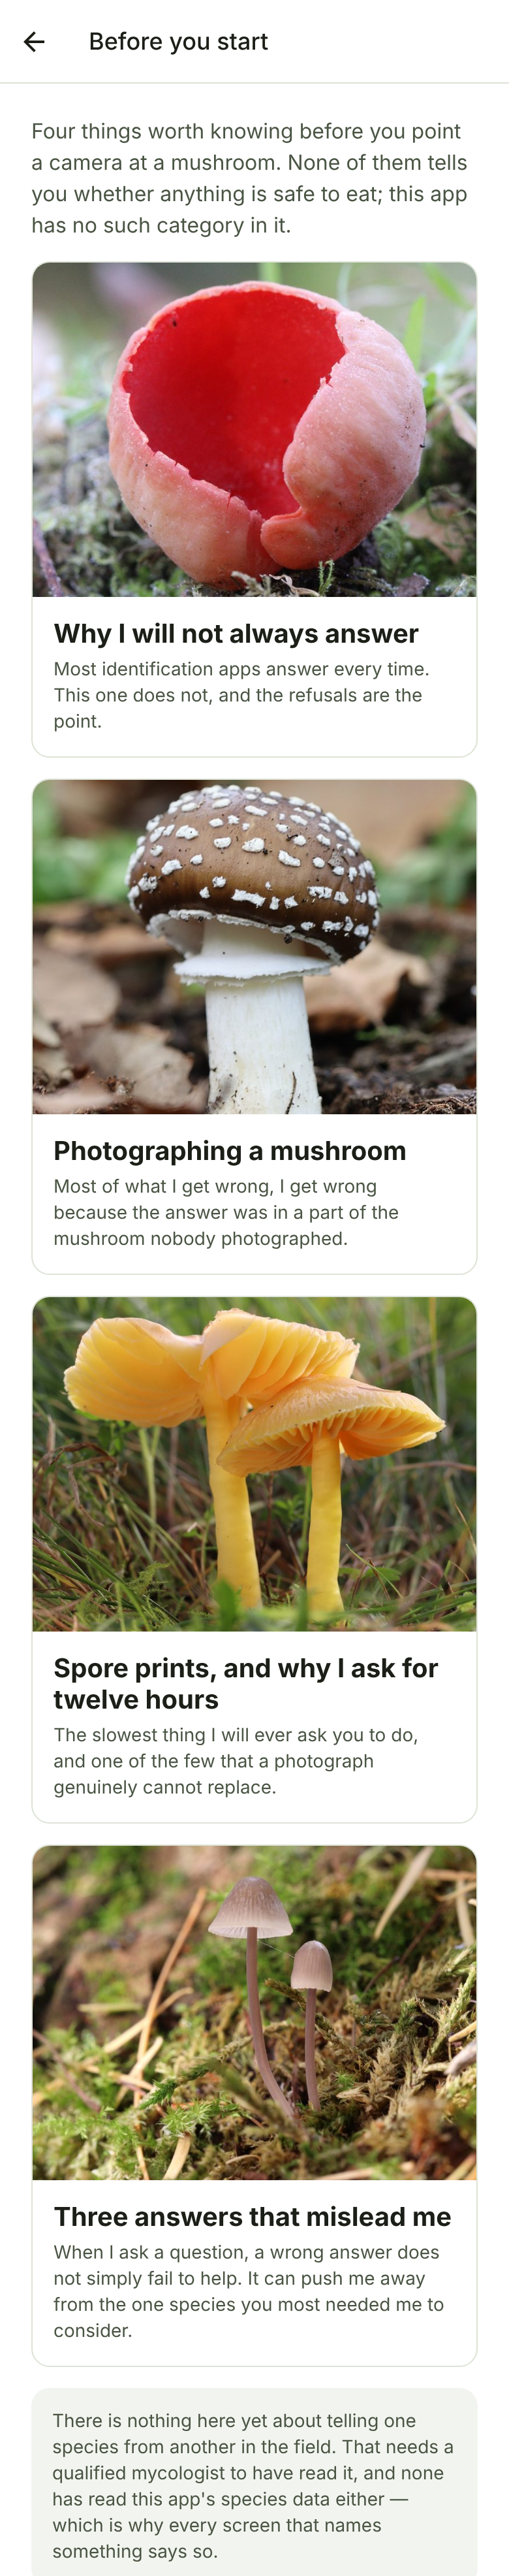 Before you start
Four things worth knowing before you point
a camera at a mushroom. None of them tells
you whether anything is safe to eat; this app
has no such category in it.
Why I will not always answer
Most identification apps answer every time.
This one does not, and the refusals are the
point.
Photographing a mushroom
Most of what I get wrong, I get wrong
because the answer was in a part of the
mushroom nobody photographed.
Spore prints, and why I ask for
twelve hours
The slowest thing I will ever ask you to do,
and one of the few that a photograph
genuinely cannot replace.
Three answers that mislead me
When I ask a question, a wrong answer does
not simply fail to help. It can push me away
from the one species you most needed me to
consider.
There is nothing here yet about telling one
species from another in the field. That needs a
qualified mycologist to have read it, and none
has read this app's species data either —
which is why every screen that names
something says so.